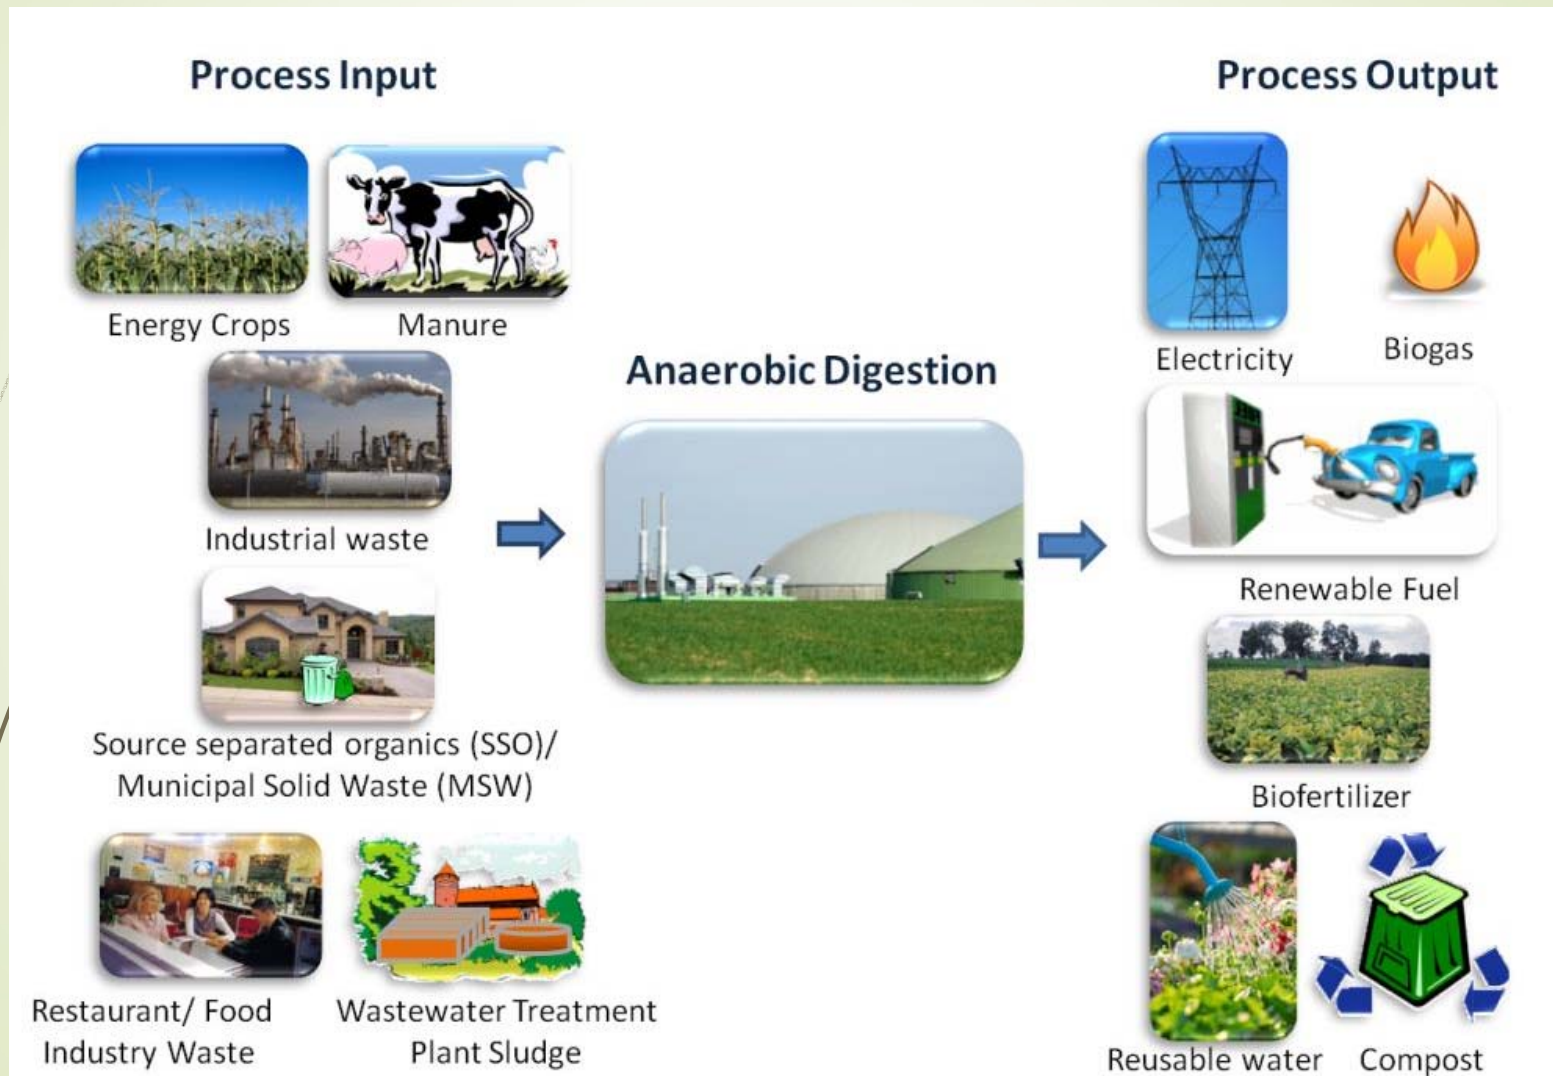 Process Input
Energy Crops
Manure
Industrial waste
Source separated organics (SSO)/
Municipal Solid Waste (MSW)
Restaurant/ Food
Industry Waste
Wastewater Treatment
Plant Sludge
Anaerobic Digestion
Process Output
Electricity
Biogas
Renewable Fuel
Biofertilizer
Reusable water
Compost